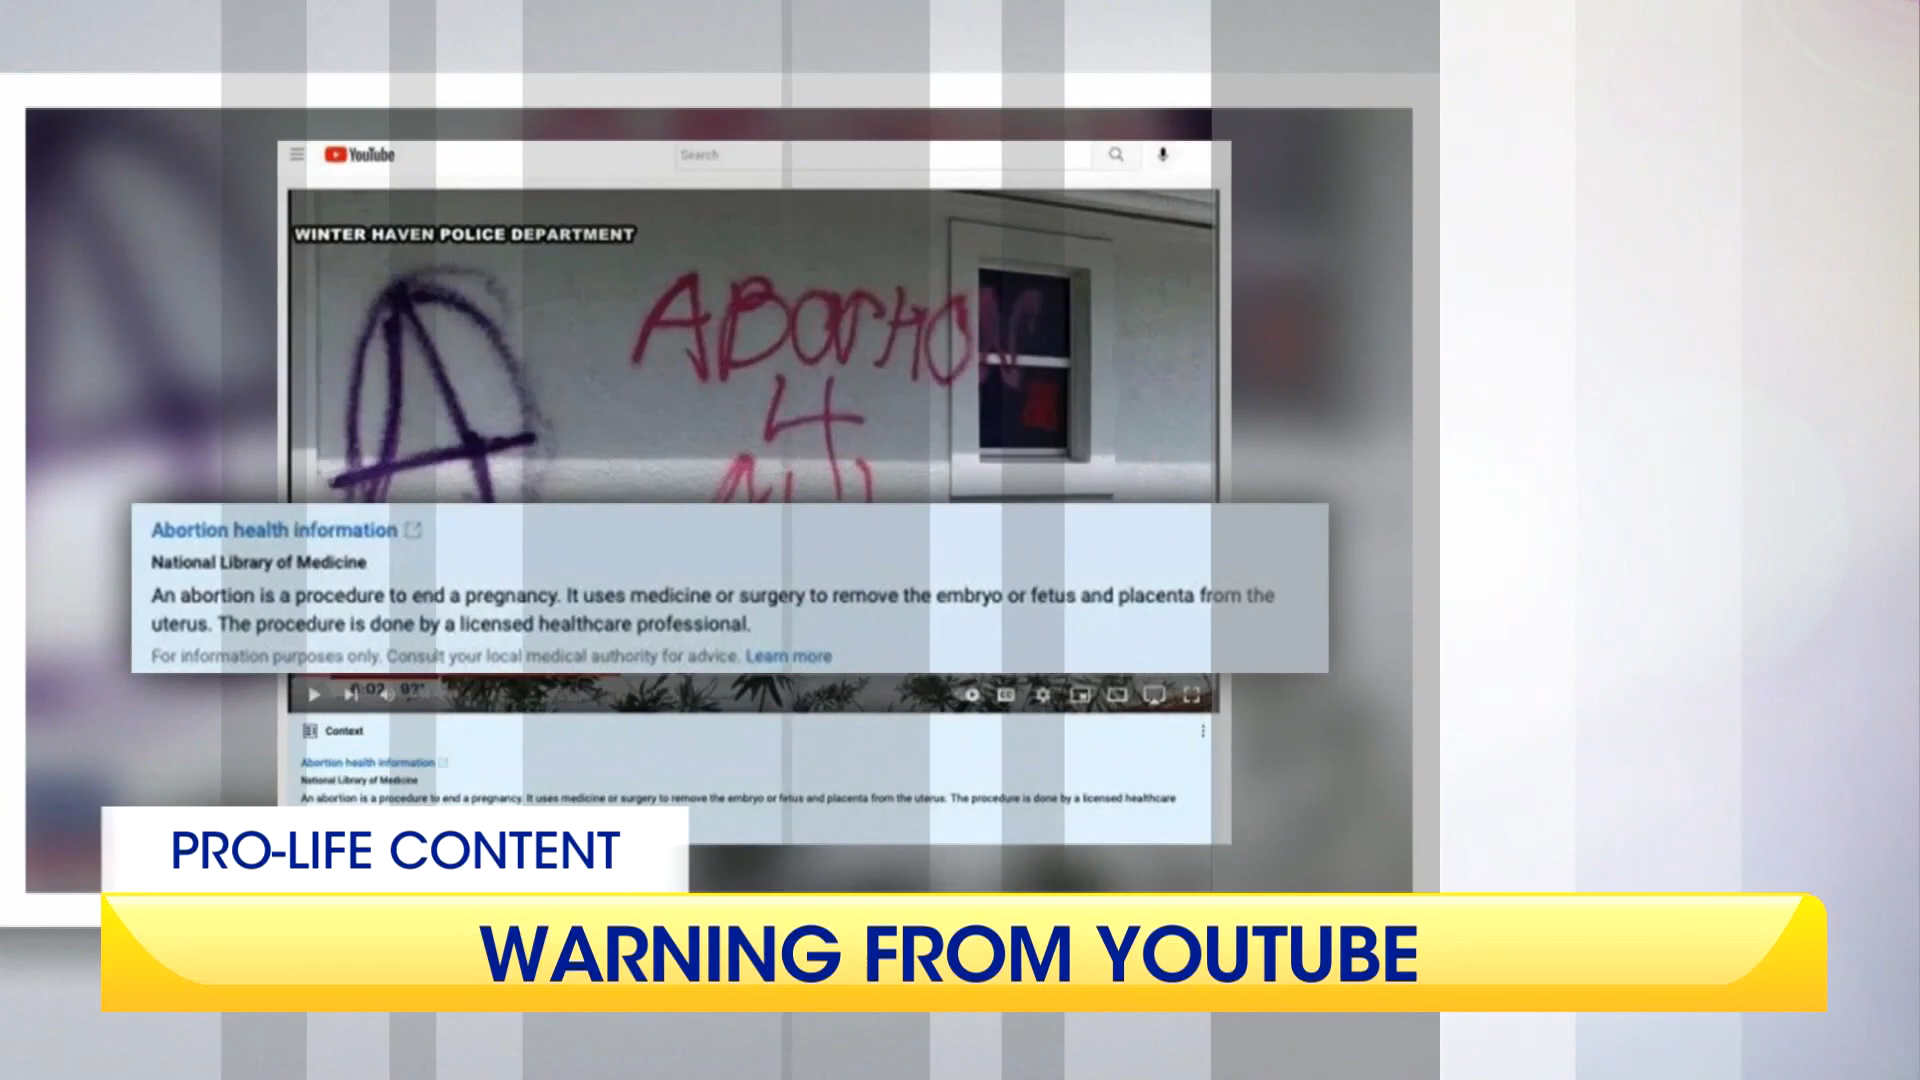 YouTube
Search
WINTER HAVEN POLICE DEPARTMENT
A
ABORTION
4
Abortion health information
National Library of Medicine
An abortion is a procedure to end a pregnancy. It uses medicine or surgery to remove the embryo or fetus and placenta from the
uterus. The procedure is done by a licensed healthcare professional.
For information purposes only. Consult your local medical authority for advice. Learn more
6:02 92°
Context
Abortion health information
National Library of Medicine
An abortion is a procedure to end a pregnancy. It uses medicine or surgery to remove the embryo or fetus and placenta from the uterus. The procedure is done by a licensed healthcare
PRO-LIFE CONTENT
WARNING FROM YOUTUBE